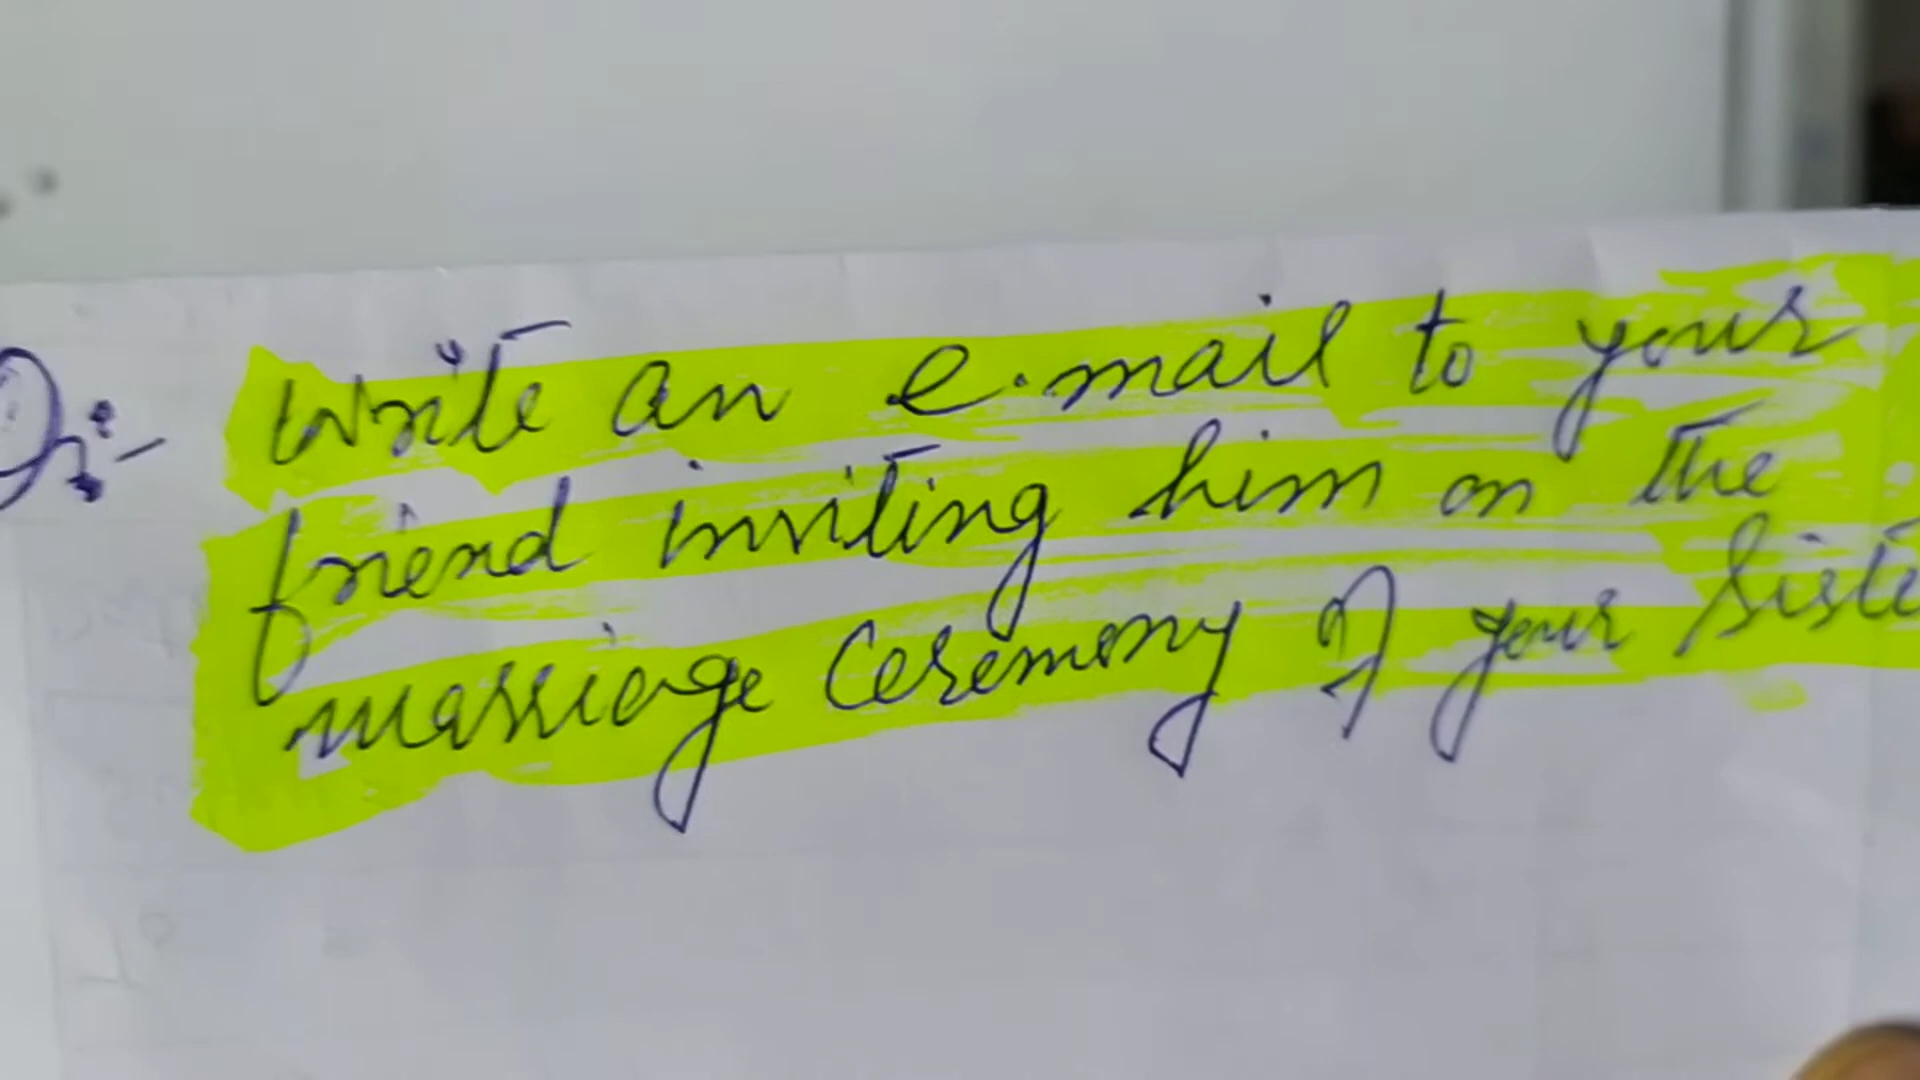 Q:- Write an e-mail to your
friend inviting him on the
marriage ceremony of your